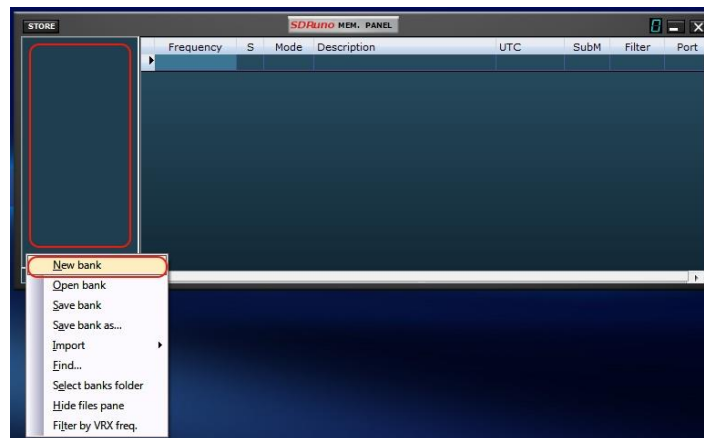 STORE SDRuno MEM. PANEL
Frequency S Mode Description UTC SubM Filter Port
New bank
Open bank
Save bank
Save bank as...
Import
Find...
Select banks folder
Hide files pane
Filter by VRX freq.